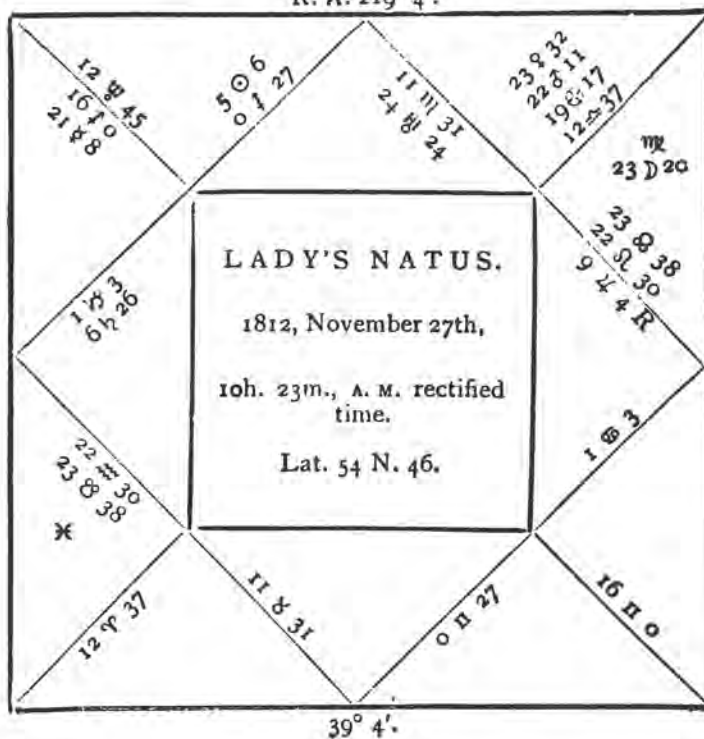 R. A. 219° 4'.
12 ♆ 45
16 ♐ 0
21 ☿ 8
5 ☉ 6
0 ♐ 27
11 ♏ 31
24 ♅ 24
23 ♀ 32
22 ♂ 11
19 ⊕ 17
12 ♎ 37
♍
23 ☽ 20
23 ☊ 38
22 ♌ 30
9 ♃ 4 R
LADY'S NATUS.
1812, November 27th,
10h. 23m., A. M. rectified
time.
Lat. 54 N. 46.
1 ♑ 3
6 ♄ 26
1 ♋ 3
22 ♒ 30
23 ☋ 38
♓
12 ♈ 37
11 ♉ 31
0 ♊ 27
16 ♊ 0
39° 4'.